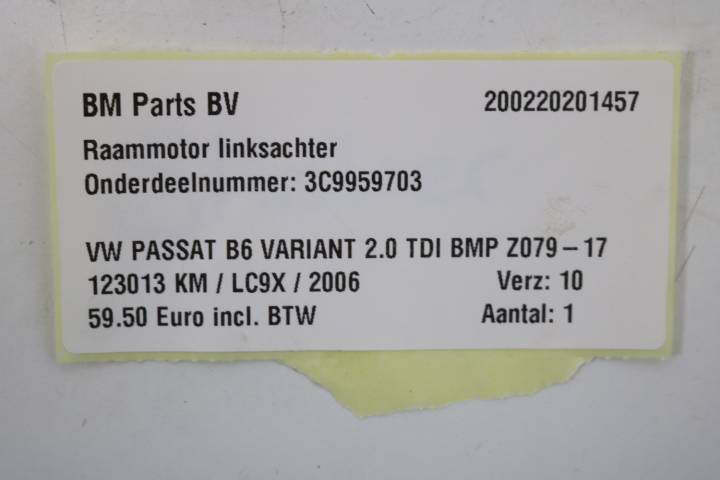 BM Parts BV 200220201457
Raammotor linksachter
Onderdeelnummer: 3C9959703
VW PASSAT B6 VARIANT 2.0 TDI BMP Z079-17
123013 KM / LC9X / 2006 Verz: 10
59.50 Euro incl. BTW Aantal: 1